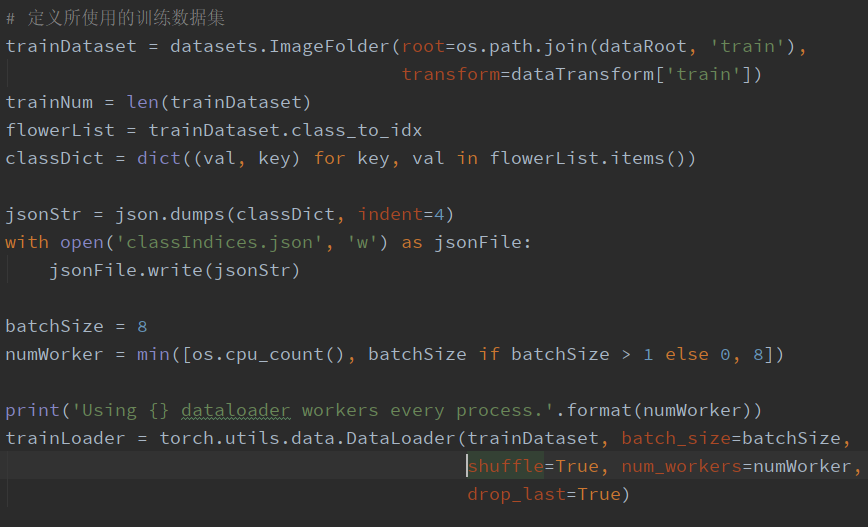 # 定义所使用的训练数据集
trainDataset = datasets.ImageFolder(root=os.path.join(dataRoot, 'train'),
                                    transform=dataTransform['train'])
trainNum = len(trainDataset)
flowerList = trainDataset.class_to_idx
classDict = dict((val, key) for key, val in flowerList.items())

jsonStr = json.dumps(classDict, indent=4)
with open('classIndices.json', 'w') as jsonFile:
    jsonFile.write(jsonStr)

batchSize = 8
numWorker = min([os.cpu_count(), batchSize if batchSize > 1 else 0, 8])

print('Using {} dataloader workers every process.'.format(numWorker))
trainLoader = torch.utils.data.DataLoader(trainDataset, batch_size=batchSize,
                                          shuffle=True, num_workers=numWorker,
                                          drop_last=True)